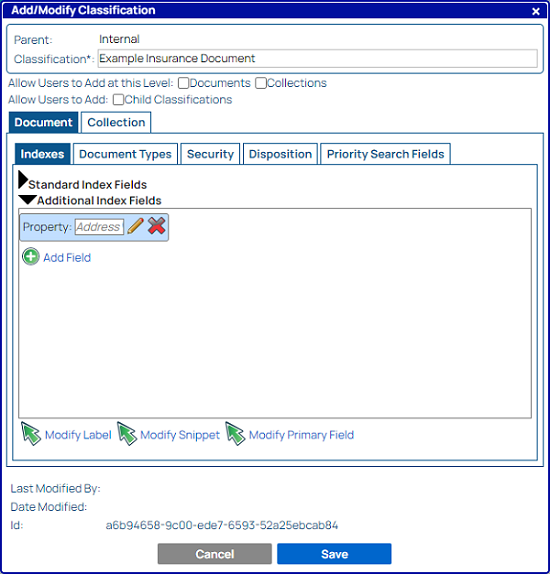 Add/Modify Classification ×
Parent: Internal
Classification*: Example Insurance Document
Allow Users to Add at this Level: Documents Collections
Allow Users to Add: Child Classifications
Document Collection
Indexes Document Types Security Disposition Priority Search Fields
Standard Index Fields
Additional Index Fields
Property: Address
Add Field
Modify Label Modify Snippet Modify Primary Field
Last Modified By:
Date Modified:
Id: a6b94658-9c00-ede7-6593-52a25ebcab84
Cancel Save